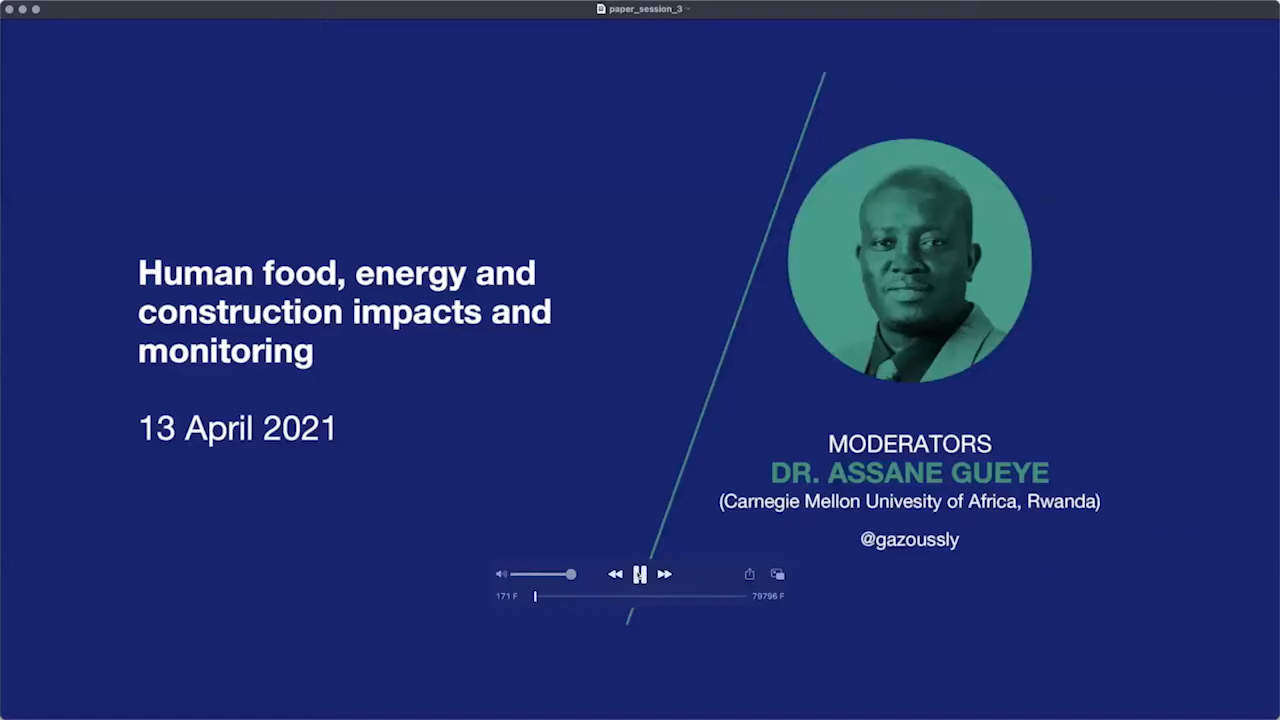 paper_session_3
Human food, energy and
construction impacts and
monitoring
13 April 2021
MODERATORS
DR. ASSANE GUEYE
(Carnegie Mellon Univesity of Africa, Rwanda)
@gazoussly
171 F
79796 F